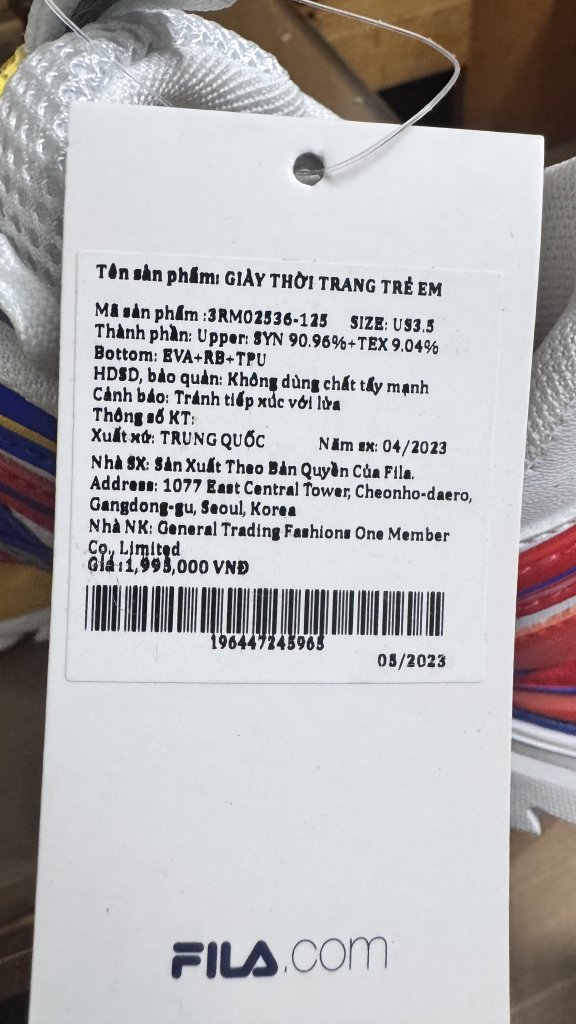 Tên sản phẩm: GIÀY THỜI TRANG TRẺ EM
Mã sản phẩm :3RM02536-125 SIZE: US3.5
Thành phần: Upper: SYN 90.96%+TEX 9.04%
Bottom: EVA+RB+TPU
HDSD, bảo quản: Không dùng chất tẩy mạnh
Cảnh báo: Tránh tiếp xúc với lửa
Thông số KT:
Xuất xứ: TRUNG QUỐC Năm sx: 04/2023
Nhà SX: Sản Xuất Theo Bản Quyền Của Fila.
Address: 1077 East Central Tower, Cheonho-daero,
Gangdong-gu, Seoul, Korea
Nhà NK: General Trading Fashions One Member
Co., Limited
Giá :1,995,000 VNĐ
196447245965
05/2023
FILA.com